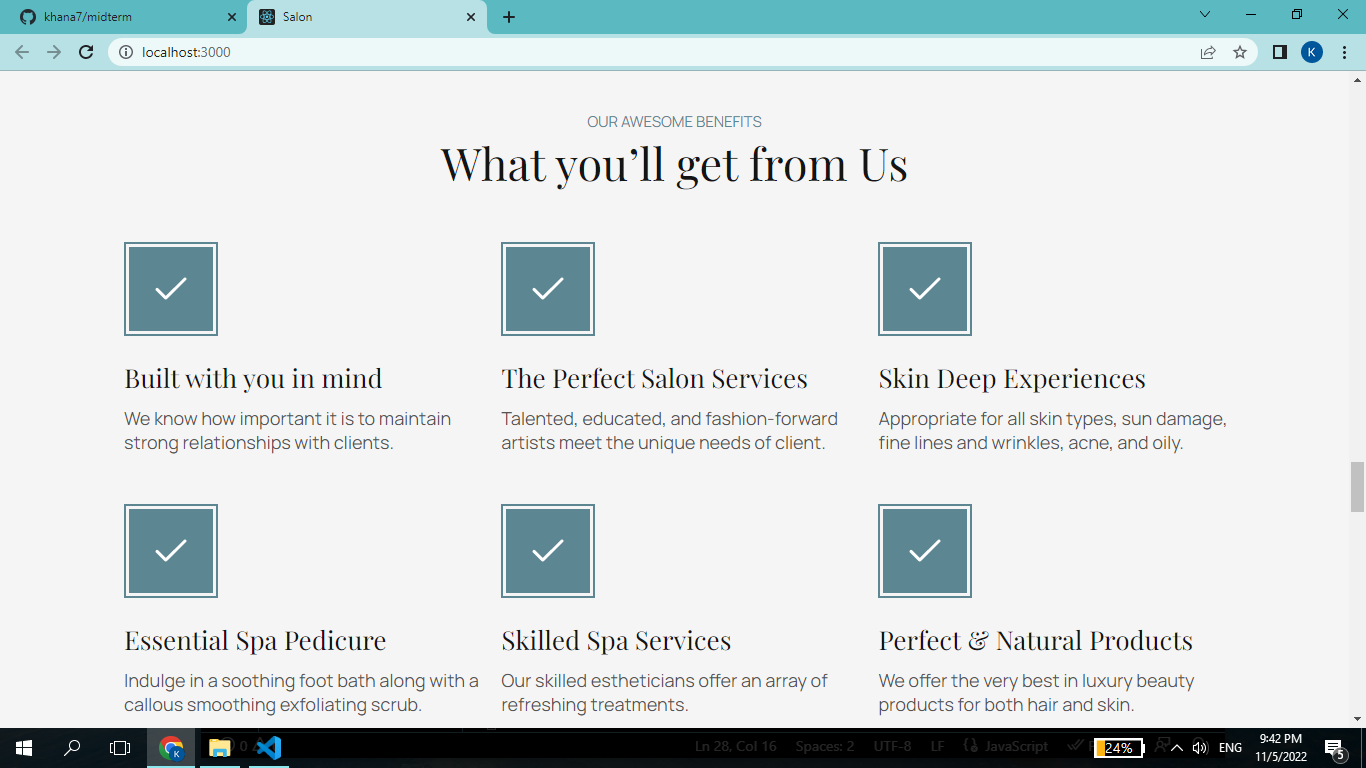 khana7/midterm
Salon
localhost:3000
K
OUR AWESOME BENEFITS
What you’ll get from Us
Built with you in mind
The Perfect Salon Services
Skin Deep Experiences
We know how important it is to maintain
strong relationships with clients.
Talented, educated, and fashion-forward
artists meet the unique needs of client.
Appropriate for all skin types, sun damage,
fine lines and wrinkles, acne, and oily.
Essential Spa Pedicure
Skilled Spa Services
Perfect & Natural Products
Indulge in a soothing foot bath along with a
callous smoothing exfoliating scrub.
Our skilled estheticians offer an array of
refreshing treatments.
We offer the very best in luxury beauty
products for both hair and skin.
K
0
Ln 28, Col 16
Spaces: 2
UTF-8
LF
JavaScript
24%
ENG
9:42 PM
11/5/2022
5